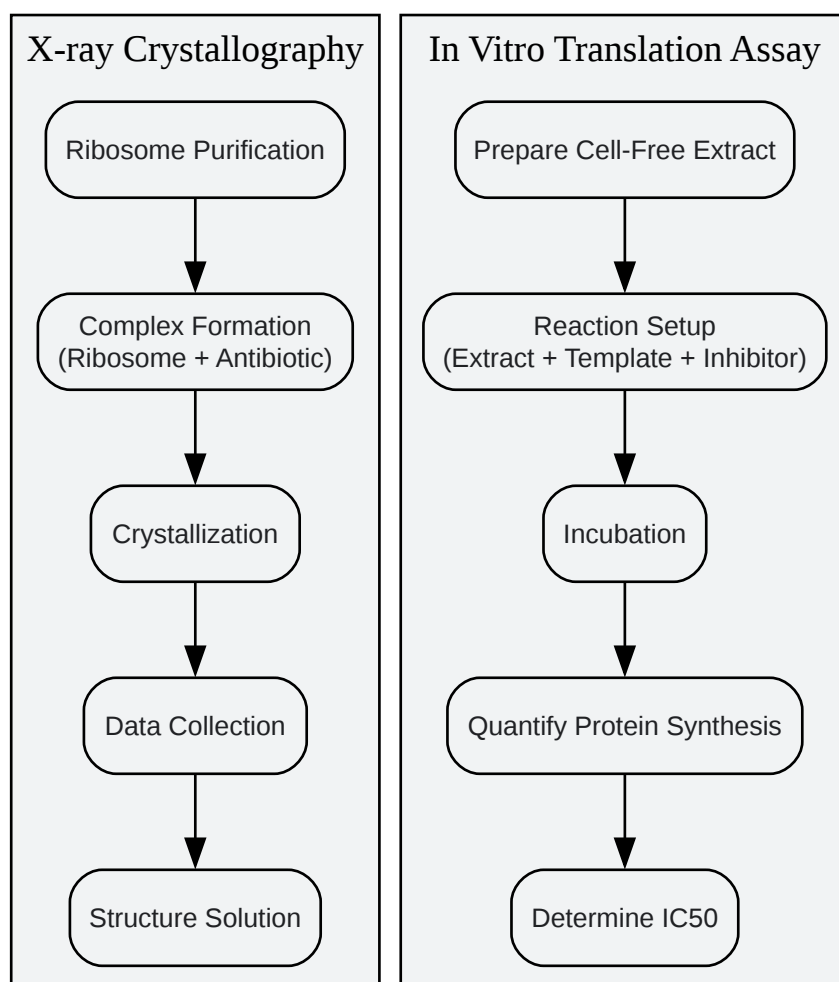 X-ray Crystallography
Ribosome Purification
Complex Formation
(Ribosome + Antibiotic)
Crystallization
Data Collection
Structure Solution
In Vitro Translation Assay
Prepare Cell-Free Extract
Reaction Setup
(Extract + Template + Inhibitor)
Incubation
Quantify Protein Synthesis
Determine IC50